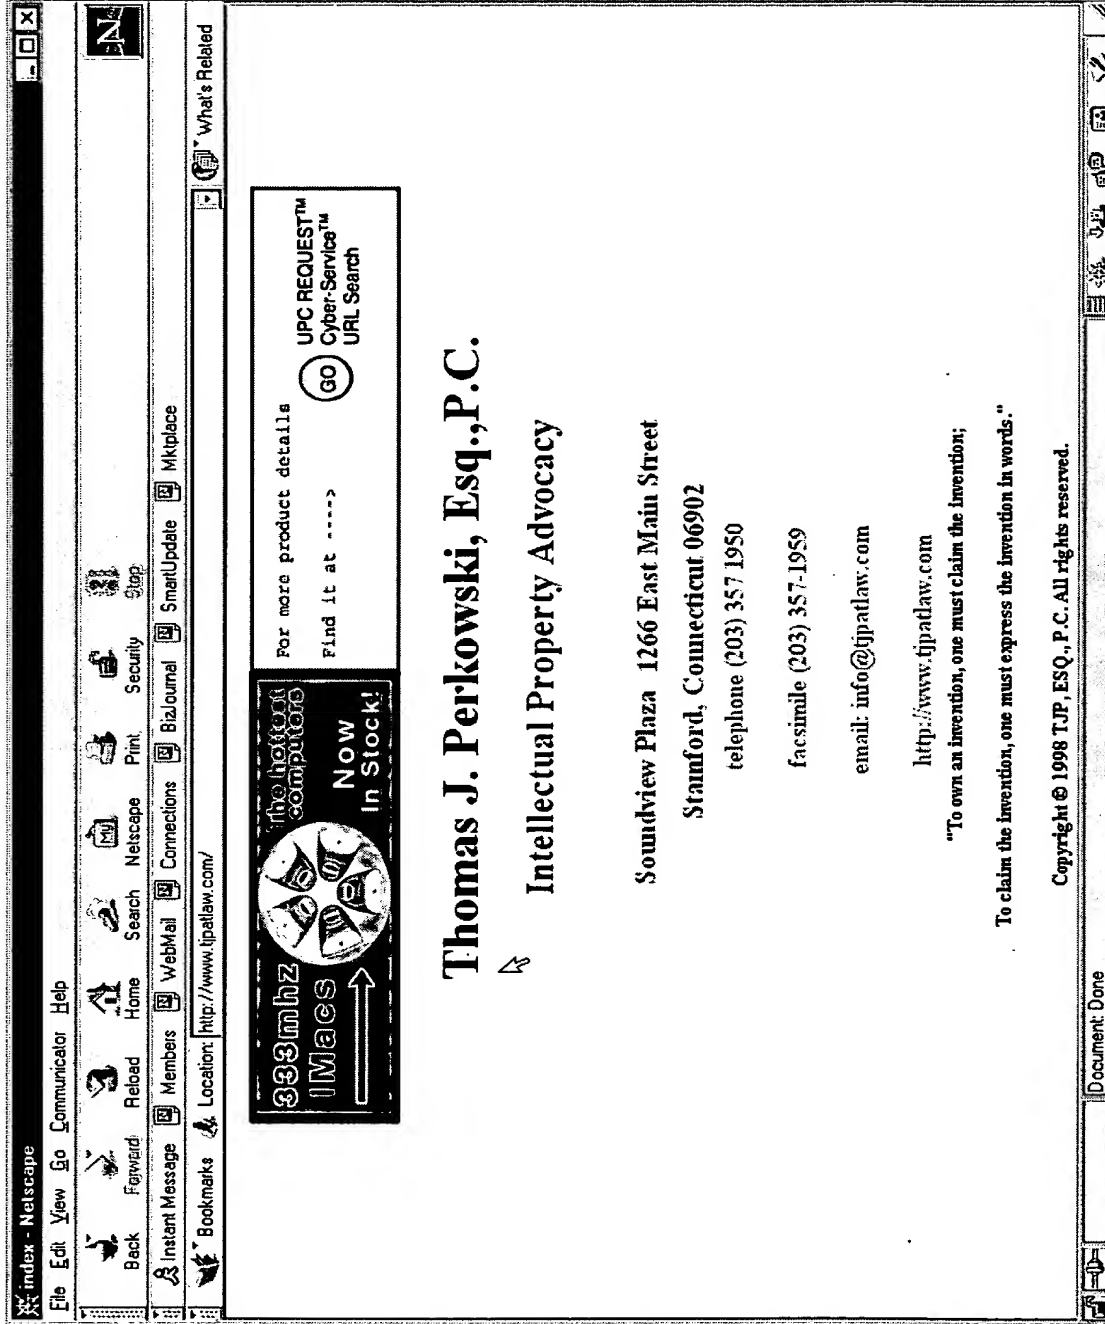 index - Netscape
File Edit View Go Communicator Help
Back Forward Reload Home Search Netscape Print Security Stop
Instant Message Members WebMail Connections BizJournal SmartUpdate Mktplace
Bookmarks Location: http://www.tjpatlaw.com/ What's Related
333mhz
IMacs
The hottest
computers
Now
In Stock!
For more product details
Find it at ---->
GO
UPC REQUEST™
Cyber-Service™
URL Search
Thomas J. Perkowski, Esq.,P.C.
Intellectual Property Advocacy
Soundview Plaza 1266 East Main Street
Stamford, Connecticut 06902
telephone (203) 357 1950
facsimile (203) 357-1959
email: info@tjpatlaw.com
http://www.tjpatlaw.com
"To own an invention, one must claim the invention;
To claim the invention, one must express the invention in words."
Copyright © 1998 TJP, ESQ., P.C. All rights reserved.
Document: Done